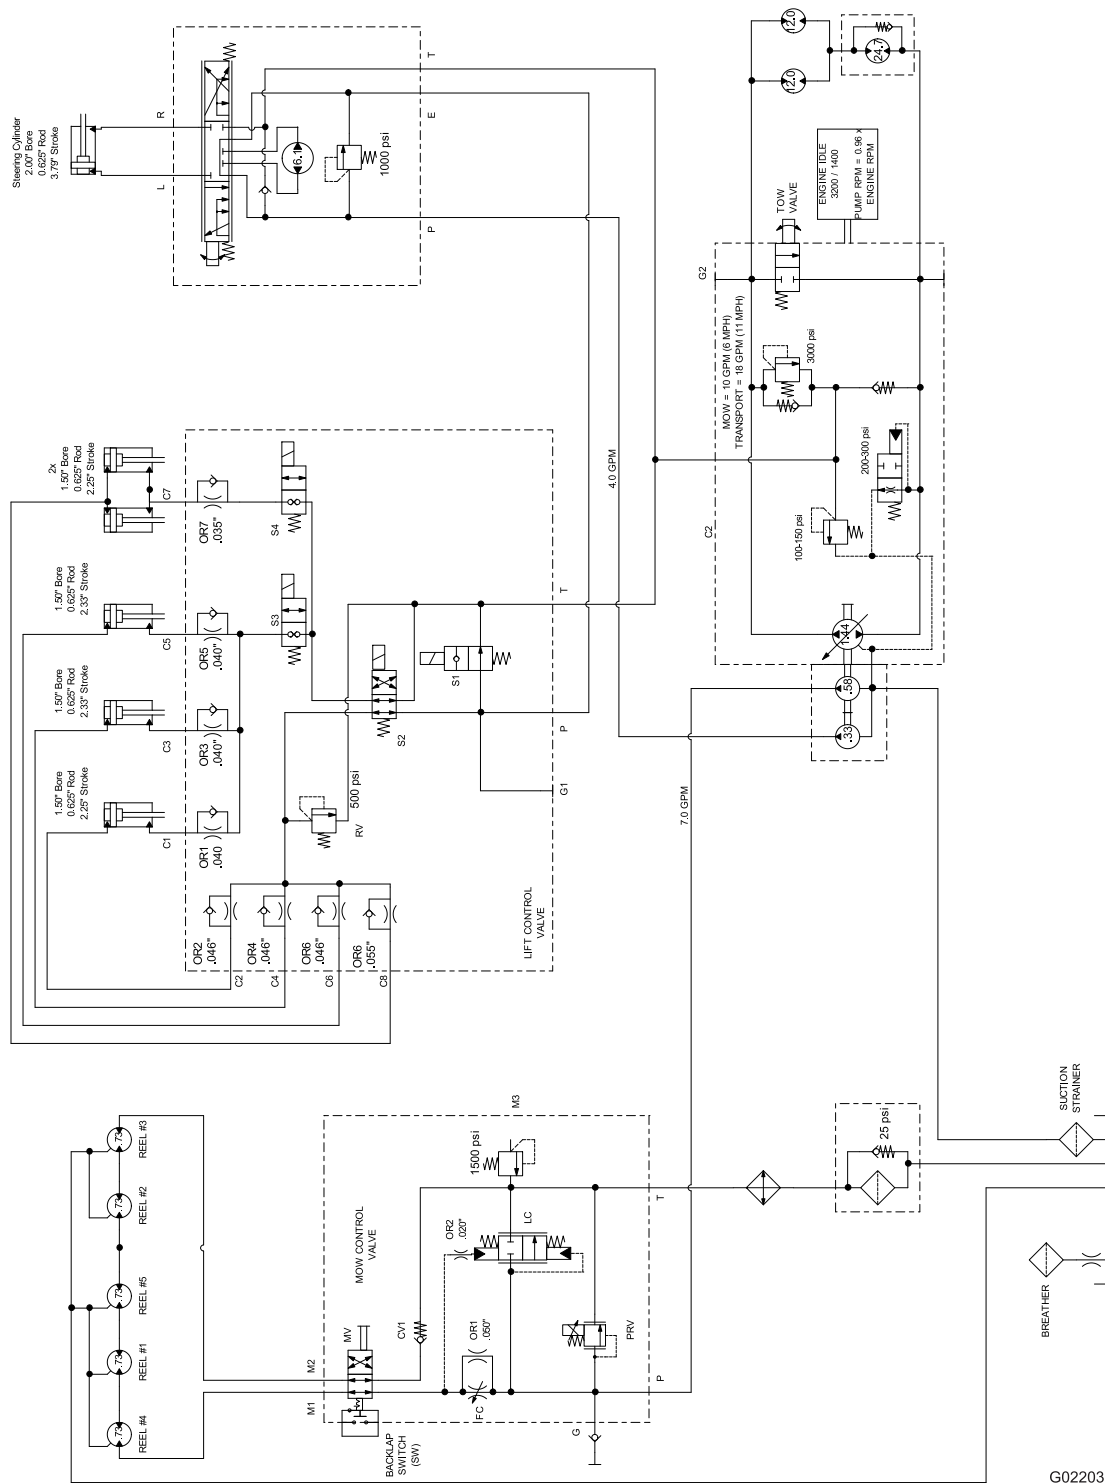 Steering Cylinder
2.00" Bore
0.625" Rod
3.79" Stroke
L
R
6.1
1000 psi
P
E
T
12.0
12.0
24.7
2x
1.50" Bore
0.625" Rod
2.25" Stroke
1.50" Bore
0.625" Rod
2.33" Stroke
1.50" Bore
0.625" Rod
2.33" Stroke
1.50" Bore
0.625" Rod
2.25" Stroke
C7
C5
C3
C1
OR7
.035"
OR5
.040"
OR3
.040"
OR1
.040
S4
S3
S2
S1
RV
500 psi
OR2
.046"
OR4
.046"
OR6
.046"
OR6
.055"
C2
C4
C6
C8
G1
P
T
LIFT CONTROL
VALVE
4.0 GPM
7.0 GPM
ENGINE IDLE
3200 / 1400
PUMP RPM = 0.96 x
ENGINE RPM
TOW
VALVE
G2
C2
MOW = 10 GPM (6 MPH)
TRANSPORT = 18 GPM (11 MPH)
3000 psi
200-300 psi
100-150 psi
1.44
.58
.33
REEL #3
.73
REEL #2
.73
REEL #5
.73
REEL #1
.73
REEL #4
.73
M3
1500 psi
MOW CONTROL
VALVE
OR2
.020"
LC
MV
CV1
OR1
.050"
FC
PRV
M2
M1
BACKLAP
SWITCH
(SW)
G
P
T
25 psi
SUCTION
STRAINER
BREATHER
G02203